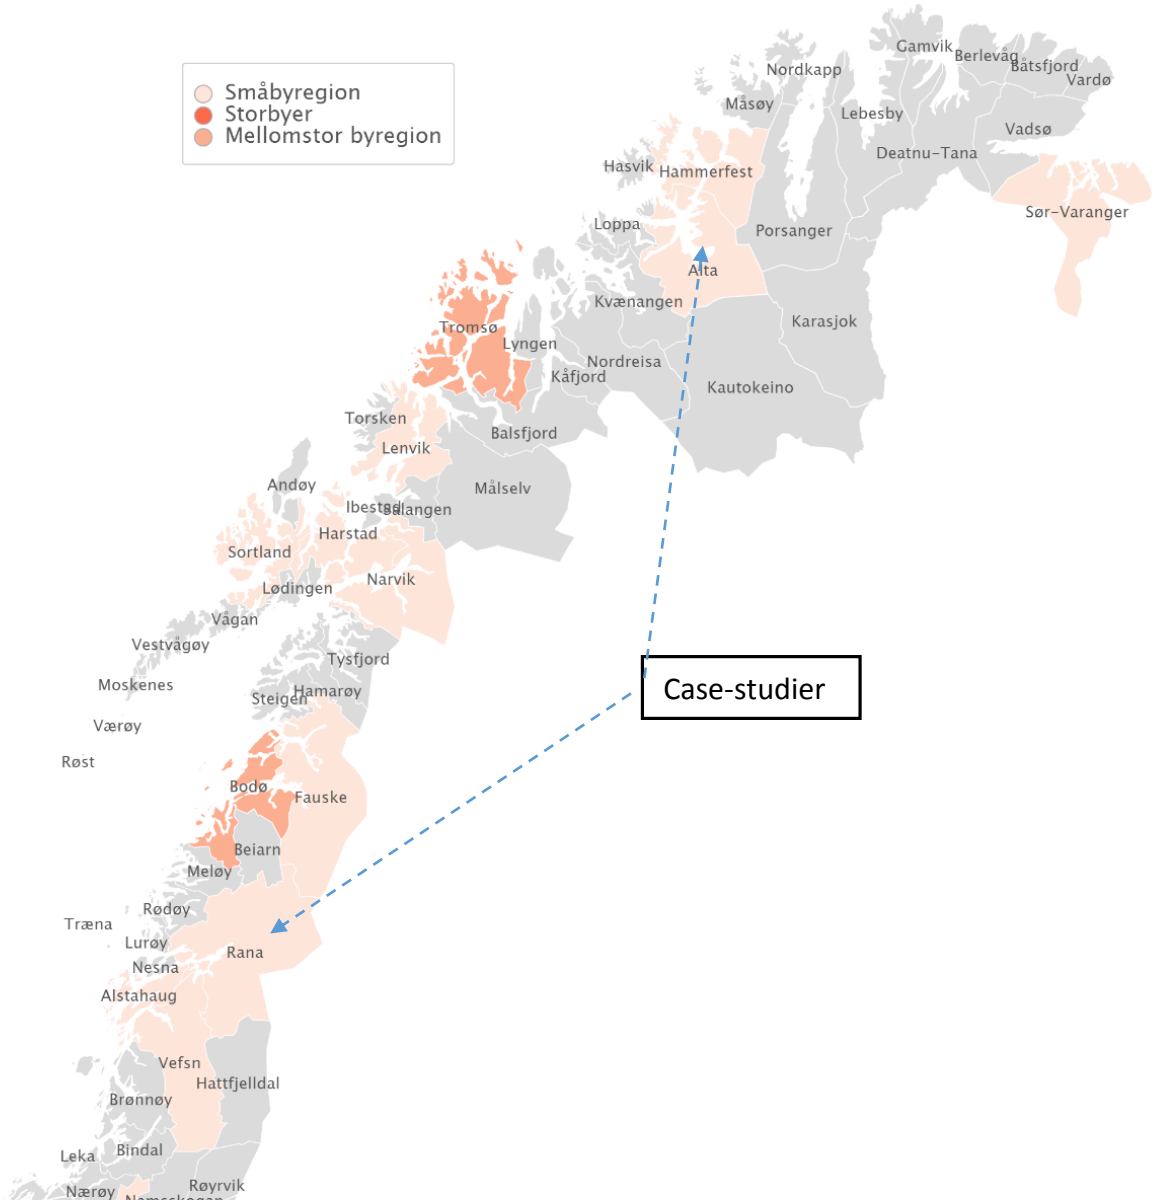 Småbyregion
Storbyer
Mellomstor byregion
Gamvik
Berlevåg
Båtsfjord
Vardø
Nordkapp
Måsøy
Lebesby
Vadsø
Deatnu-Tana
Hasvik
Hammerfest
Sør-Varanger
Loppa
Porsanger
Alta
Kvænangen
Karasjok
Tromsø
Lyngen
Nordreisa
Kåfjord
Kautokeino
Torsken
Balsfjord
Lenvik
Målselv
Andøy
Ibestad
Salangen
Harstad
Sortland
Narvik
Lødingen
Vågan
Vestvågøy
Tysfjord
Moskenes
Hamarøy
Steigen
Case-studier
Værøy
Røst
Bodø
Fauske
Beiarn
Meløy
Rødøy
Træna
Lurøy
Rana
Nesna
Alstahaug
Vefsn
Hattfjelldal
Brønnøy
Bindal
Leka
Røyrvik
Nærøy
Namsskogan